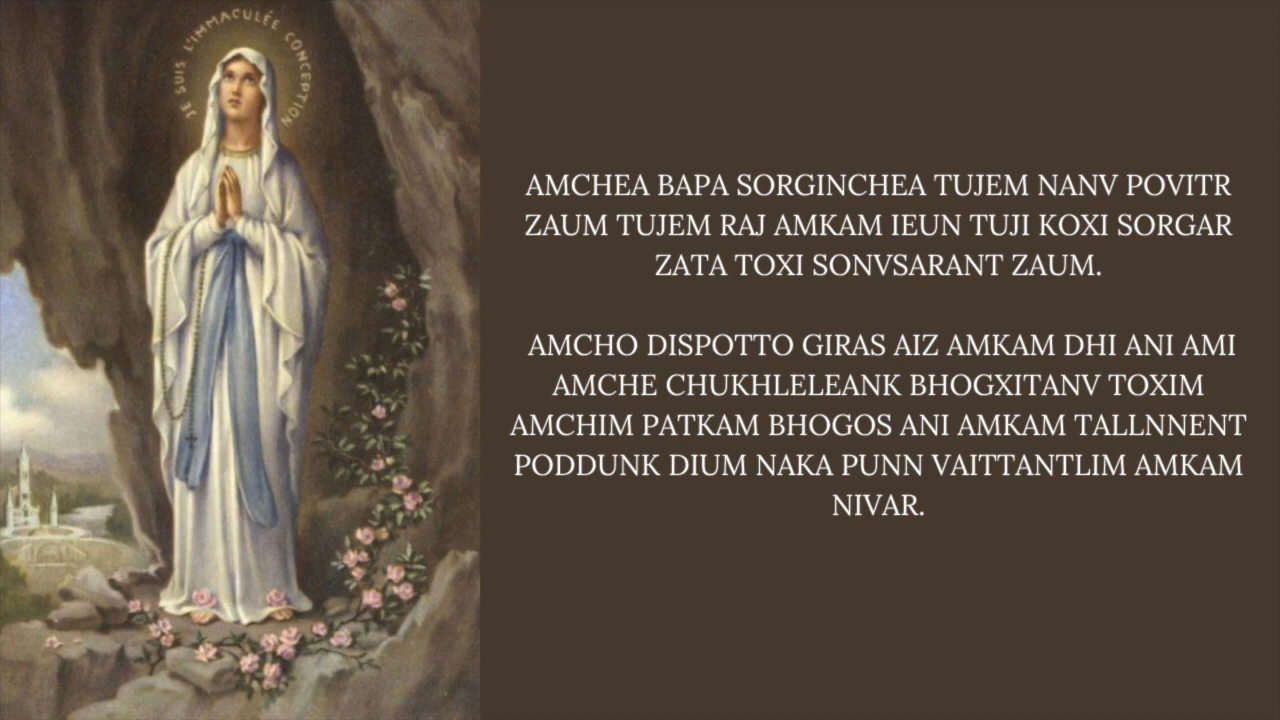 JE SUIS L'IMMACULÉE CONCEPTION
AMCHEA BAPA SORGINCHEA TUJEM NANV POVITR
ZAUM TUJEM RAJ AMKAM IEUN TUJI KOXI SORGAR
ZATA TOXI SONVSARANT ZAUM.
AMCHO DISPOTTO GIRAS AIZ AMKAM DHI ANI AMI
AMCHE CHUKHLELEANK BHOGXITANV TOXIM
AMCHIM PATKAM BHOGOS ANI AMKAM TALLNNENT
PODDUNK DIUM NAKA PUNN VAITTANTLIM AMKAM
NIVAR.